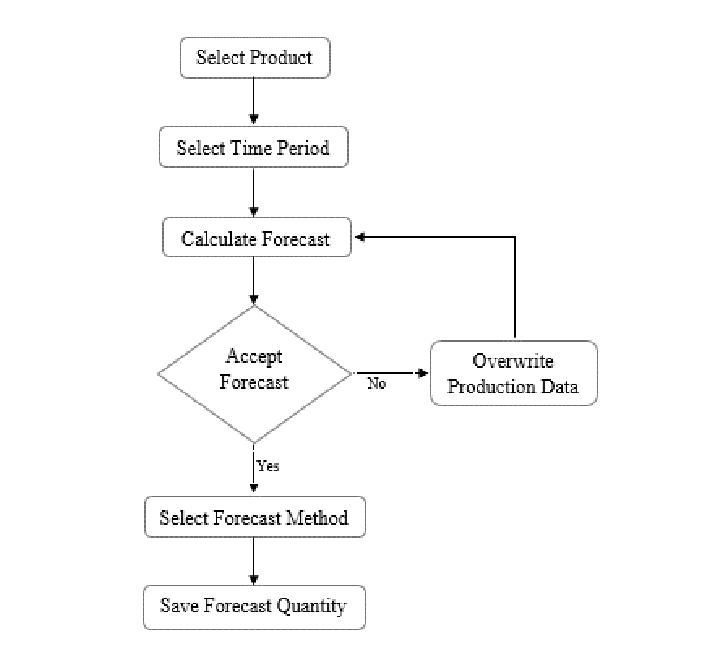 Select Product
Select Time Period
Calculate Forecast
Accept
Forecast
No
Overwrite
Production Data
Yes
Select Forecast Method
Save Forecast Quantity